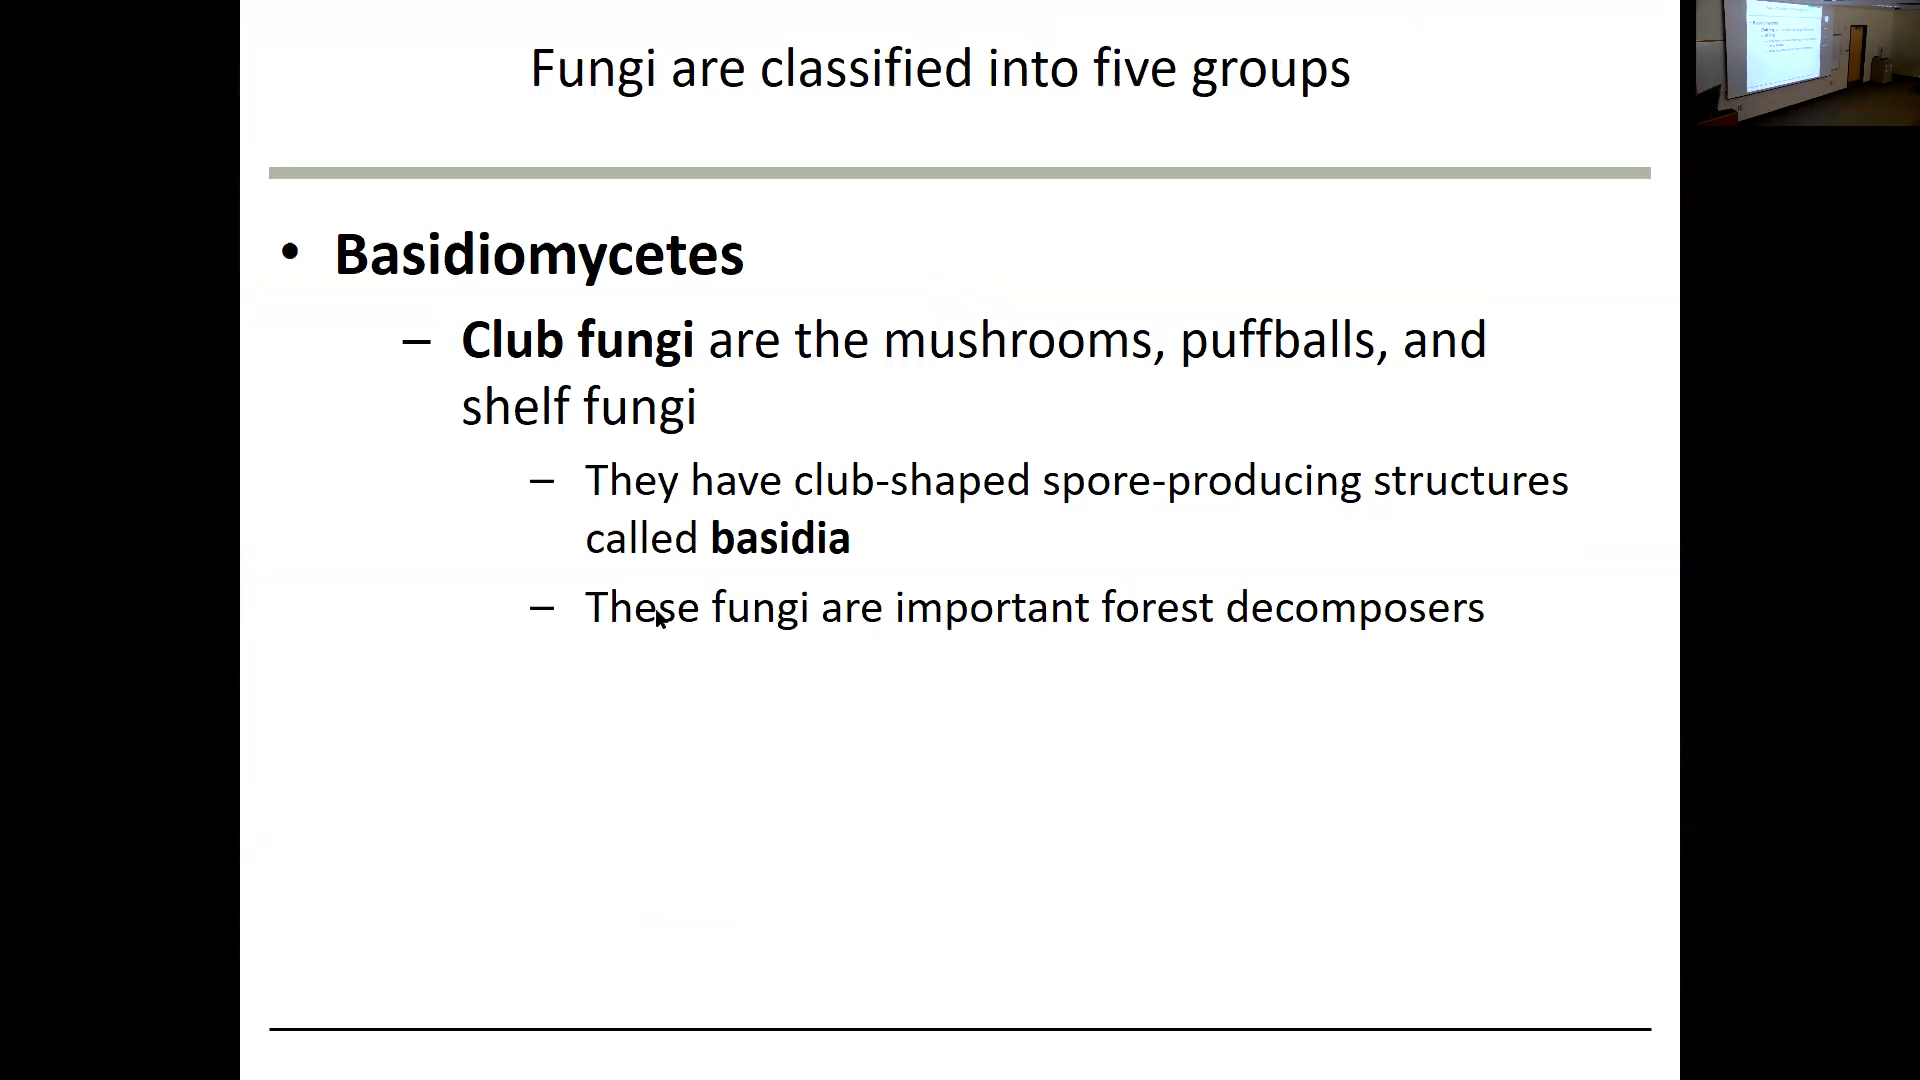 Fungi are classified into five groups
• Basidiomycetes
– Club fungi are the mushrooms, puffballs, and
shelf fungi
– They have club-shaped spore-producing structures
called basidia
– These fungi are important forest decomposers